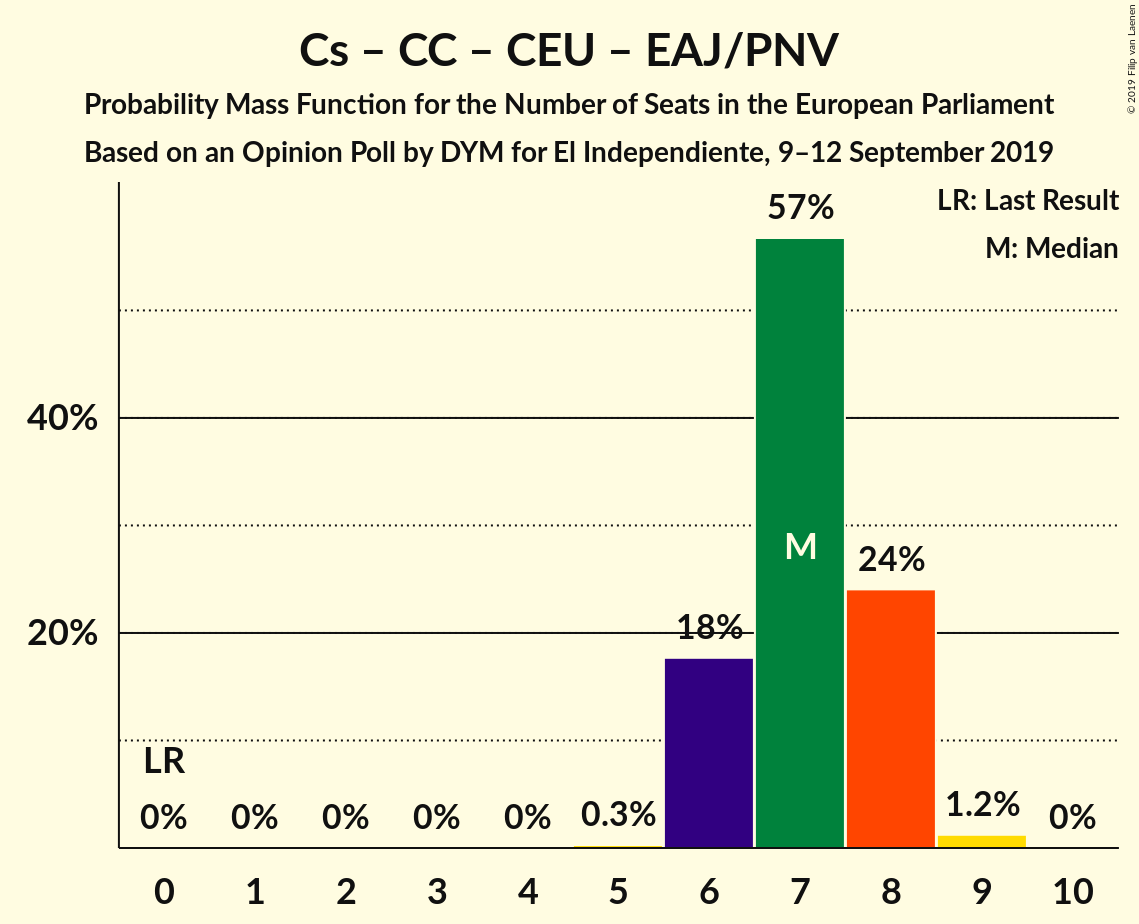 Cs – CC – CEU – EAJ/PNV
Probability Mass Function for the Number of Seats in the European Parliament
Based on an Opinion Poll by DYM for El Independiente, 9–12 September 2019
© 2019 Filip van Laenen
LR: Last Result
M: Median
57%
40%
M
24%
20%
18%
LR
0%
0%
0%
0%
0%
0.3%
1.2%
0%
0 1 2 3 4 5 6 7 8 9 10